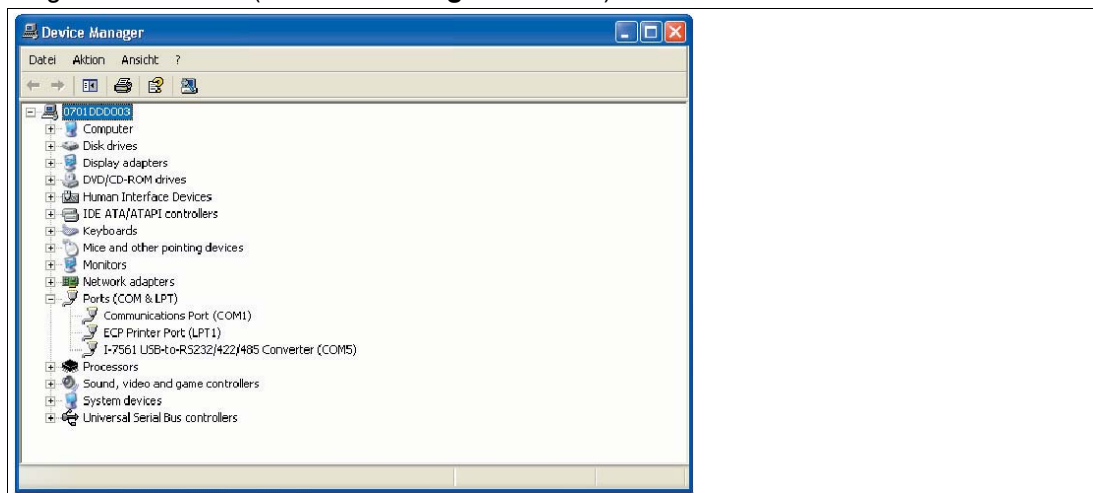 Device Manager
Datei Aktion Ansicht ?
0701DDD003
Computer
Disk drives
Display adapters
DVD/CD-ROM drives
Human Interface Devices
IDE ATA/ATAPI controllers
Keyboards
Mice and other pointing devices
Monitors
Network adapters
Ports (COM & LPT)
Communications Port (COM1)
ECP Printer Port (LPT1)
I-7561 USB-to-RS232/422/485 Converter (COM5)
Processors
Sound, video and game controllers
System devices
Universal Serial Bus controllers